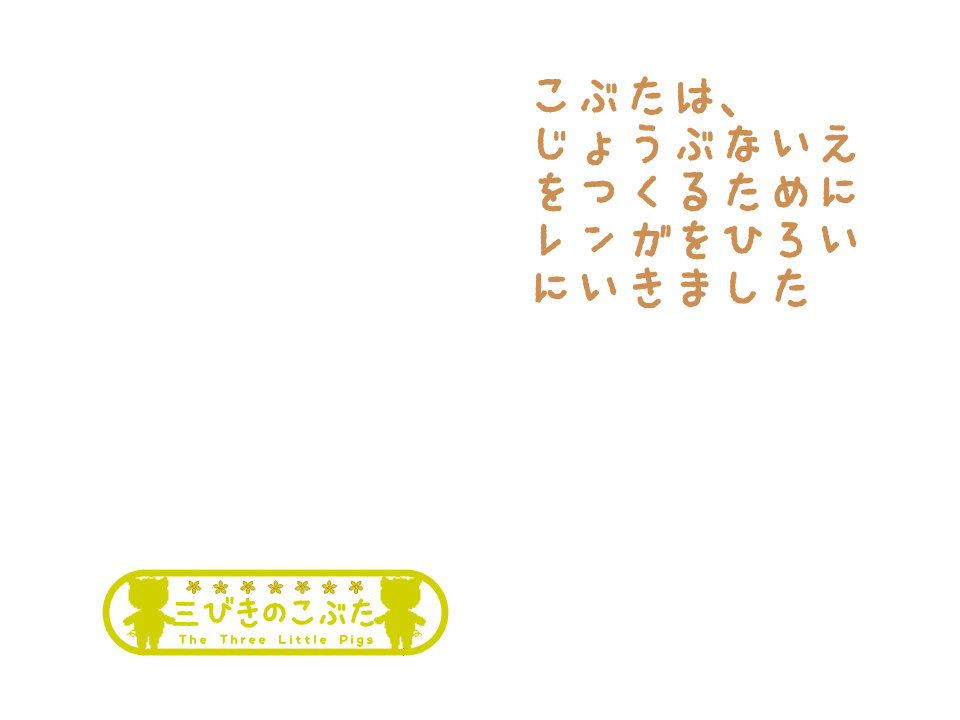 こぶたは、
じょうぶないえ
をつくるために
レンガをひろい
にいきました
三びきのこぶた
The Three Little Pigs